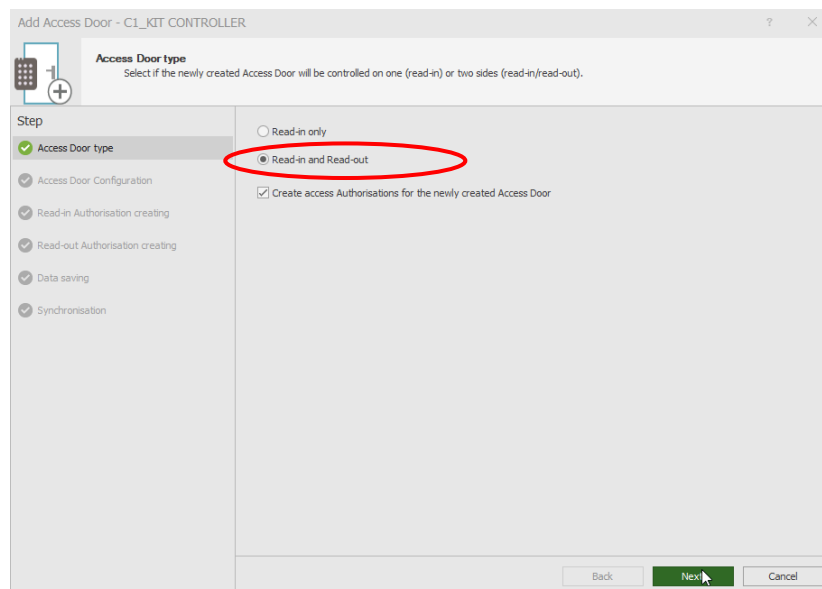 Add Access Door - C1_KIT CONTROLLER
?
Access Door type
Select if the newly created Access Door will be controlled on one (read-in) or two sides (read-in/read-out).
Step
Access Door type
Access Door Configuration
Read-in Authorisation creating
Read-out Authorisation creating
Data saving
Synchronisation
Read-in only
Read-in and Read-out
Create access Authorisations for the newly created Access Door
Back
Next
Cancel